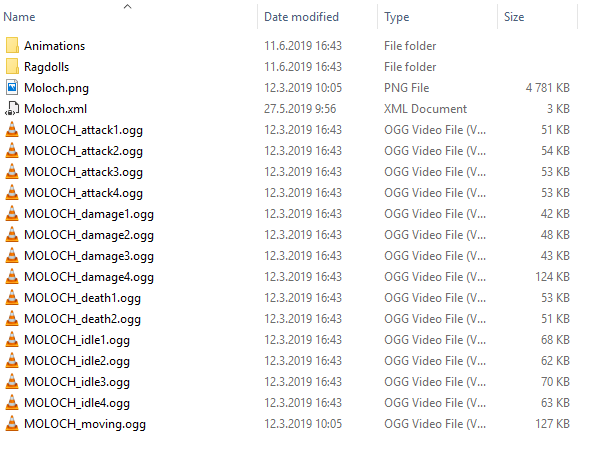 Name Date modified Type Size
Animations 11.6.2019 16:43 File folder
Ragdolls 11.6.2019 16:43 File folder
Moloch.png 12.3.2019 10:05 PNG File 4 781 KB
Moloch.xml 27.5.2019 9:56 XML Document 3 KB
MOLOCH_attack1.ogg 12.3.2019 16:43 OGG Video File (V... 51 KB
MOLOCH_attack2.ogg 12.3.2019 16:43 OGG Video File (V... 54 KB
MOLOCH_attack3.ogg 12.3.2019 16:43 OGG Video File (V... 53 KB
MOLOCH_attack4.ogg 12.3.2019 16:43 OGG Video File (V... 53 KB
MOLOCH_damage1.ogg 12.3.2019 16:43 OGG Video File (V... 42 KB
MOLOCH_damage2.ogg 12.3.2019 16:43 OGG Video File (V... 48 KB
MOLOCH_damage3.ogg 12.3.2019 16:43 OGG Video File (V... 43 KB
MOLOCH_damage4.ogg 12.3.2019 16:43 OGG Video File (V... 124 KB
MOLOCH_death1.ogg 12.3.2019 16:43 OGG Video File (V... 53 KB
MOLOCH_death2.ogg 12.3.2019 16:43 OGG Video File (V... 51 KB
MOLOCH_idle1.ogg 12.3.2019 16:43 OGG Video File (V... 68 KB
MOLOCH_idle2.ogg 12.3.2019 16:43 OGG Video File (V... 62 KB
MOLOCH_idle3.ogg 12.3.2019 16:43 OGG Video File (V... 70 KB
MOLOCH_idle4.ogg 12.3.2019 16:43 OGG Video File (V... 63 KB
MOLOCH_moving.ogg 12.3.2019 10:05 OGG Video File (V... 127 KB